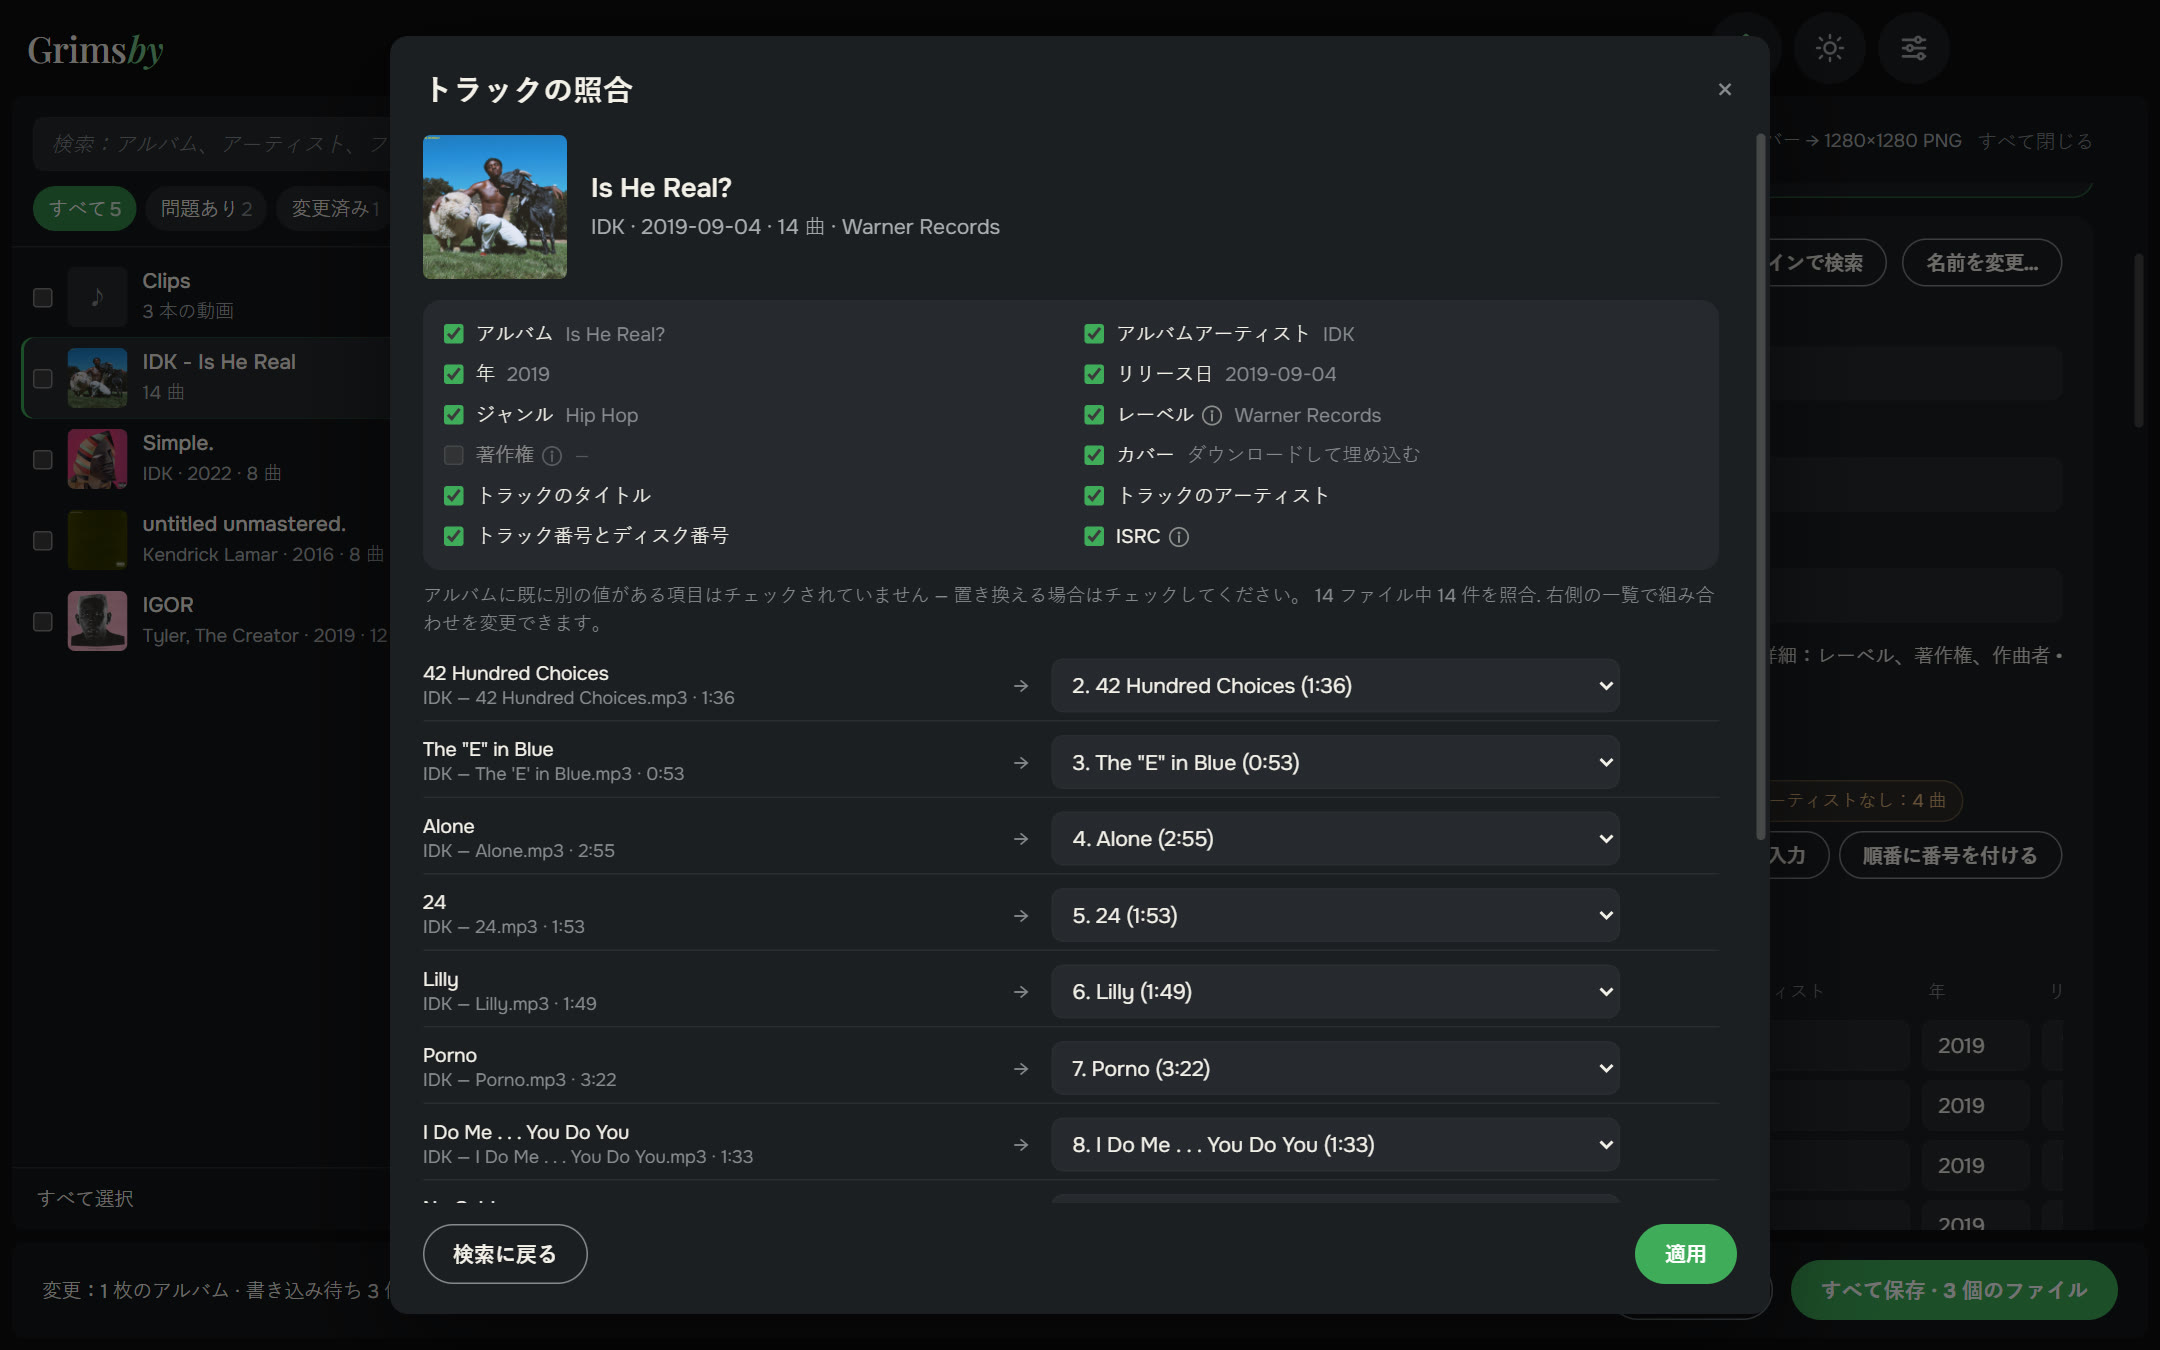 Grimsby
検索：アルバム、アーティスト、フ
すべて 5
問題あり 2
変更済み 1
Clips
3 本の動画
IDK - Is He Real
14 曲
Simple.
IDK · 2022 · 8 曲
untitled unmastered.
Kendrick Lamar · 2016 · 8 曲
IGOR
Tyler, The Creator · 2019 · 12
すべて選択
変更：1 枚のアルバム · 書き込み待ち 3
トラックの照合
×
Is He Real?
IDK · 2019-09-04 · 14 曲 · Warner Records
アルバム Is He Real?
アルバムアーティスト IDK
年 2019
リリース日 2019-09-04
ジャンル Hip Hop
レーベル ⓘ Warner Records
著作権 ⓘ –
カバー ダウンロードして埋め込む
トラックのタイトル
トラックのアーティスト
トラック番号とディスク番号
ISRC ⓘ
アルバムに既に別の値がある項目はチェックされていません – 置き換える場合はチェックしてください。 14 ファイル中 14 件を照合. 右側の一覧で組み合
わせを変更できます。
42 Hundred Choices
IDK – 42 Hundred Choices.mp3 · 1:36
→
2. 42 Hundred Choices (1:36)
The "E" in Blue
IDK – The 'E' in Blue.mp3 · 0:53
→
3. The "E" in Blue (0:53)
Alone
IDK – Alone.mp3 · 2:55
→
4. Alone (2:55)
24
IDK – 24.mp3 · 1:53
→
5. 24 (1:53)
Lilly
IDK – Lilly.mp3 · 1:49
→
6. Lilly (1:49)
Porno
IDK – Porno.mp3 · 3:22
→
7. Porno (3:22)
I Do Me . . . You Do You
IDK – I Do Me . . . You Do You.mp3 · 1:33
→
8. I Do Me . . . You Do You (1:33)
検索に戻る
適用
バー → 1280×1280 PNG
すべて閉じる
インで検索
名前を変更...
詳細：レーベル、著作権、作曲者 •
ーティストなし：4 曲
入力
順番に番号を付ける
ィスト
年
リ
2019
2019
2019
2019
すべて保存 · 3 個のファイル